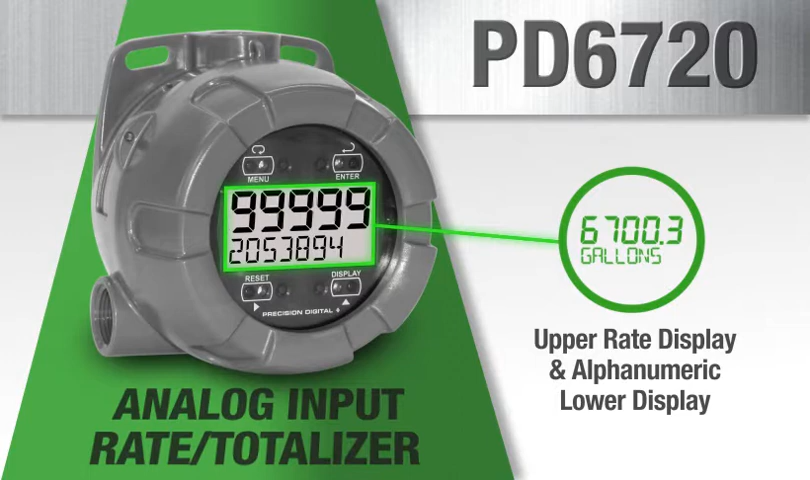 PD6720
MENU
ENTER
99999
2053894
RESET
DISPLAY
PRECISION DIGITAL
6700.3
GALLONS
Upper Rate Display
& Alphanumeric
Lower Display
ANALOG INPUT
RATE/TOTALIZER